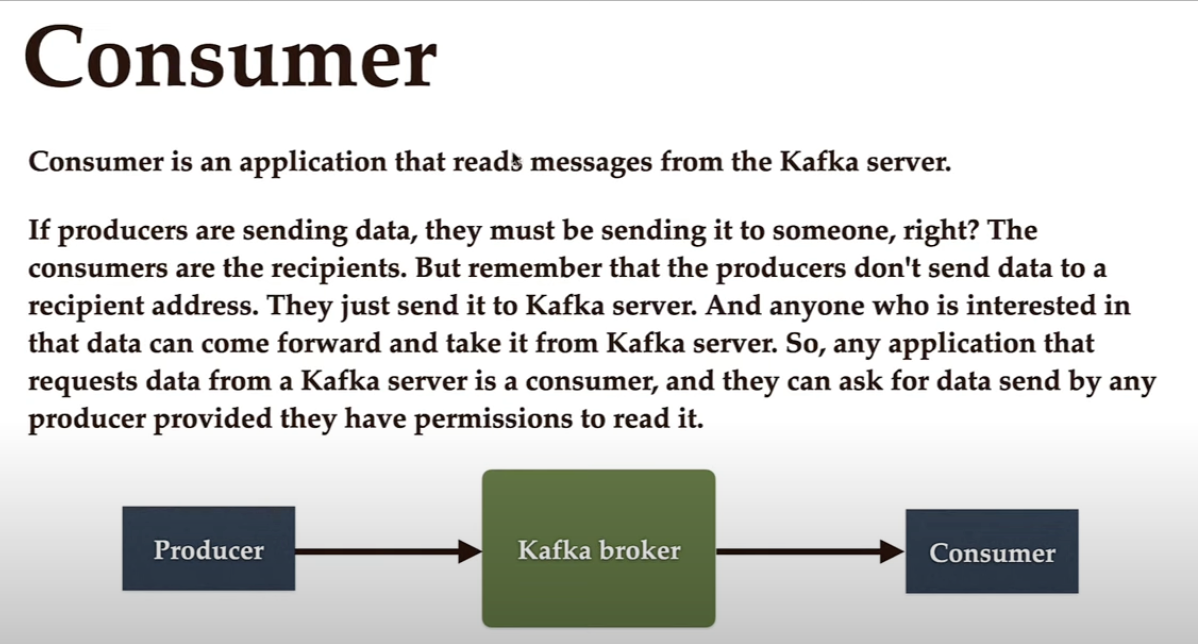 Consumer
Consumer is an application that reads messages from the Kafka server.
If producers are sending data, they must be sending it to someone, right? The
consumers are the recipients. But remember that the producers don't send data to a
recipient address. They just send it to Kafka server. And anyone who is interested in
that data can come forward and take it from Kafka server. So, any application that
requests data from a Kafka server is a consumer, and they can ask for data send by any
producer provided they have permissions to read it.
Producer
Kafka broker
Consumer